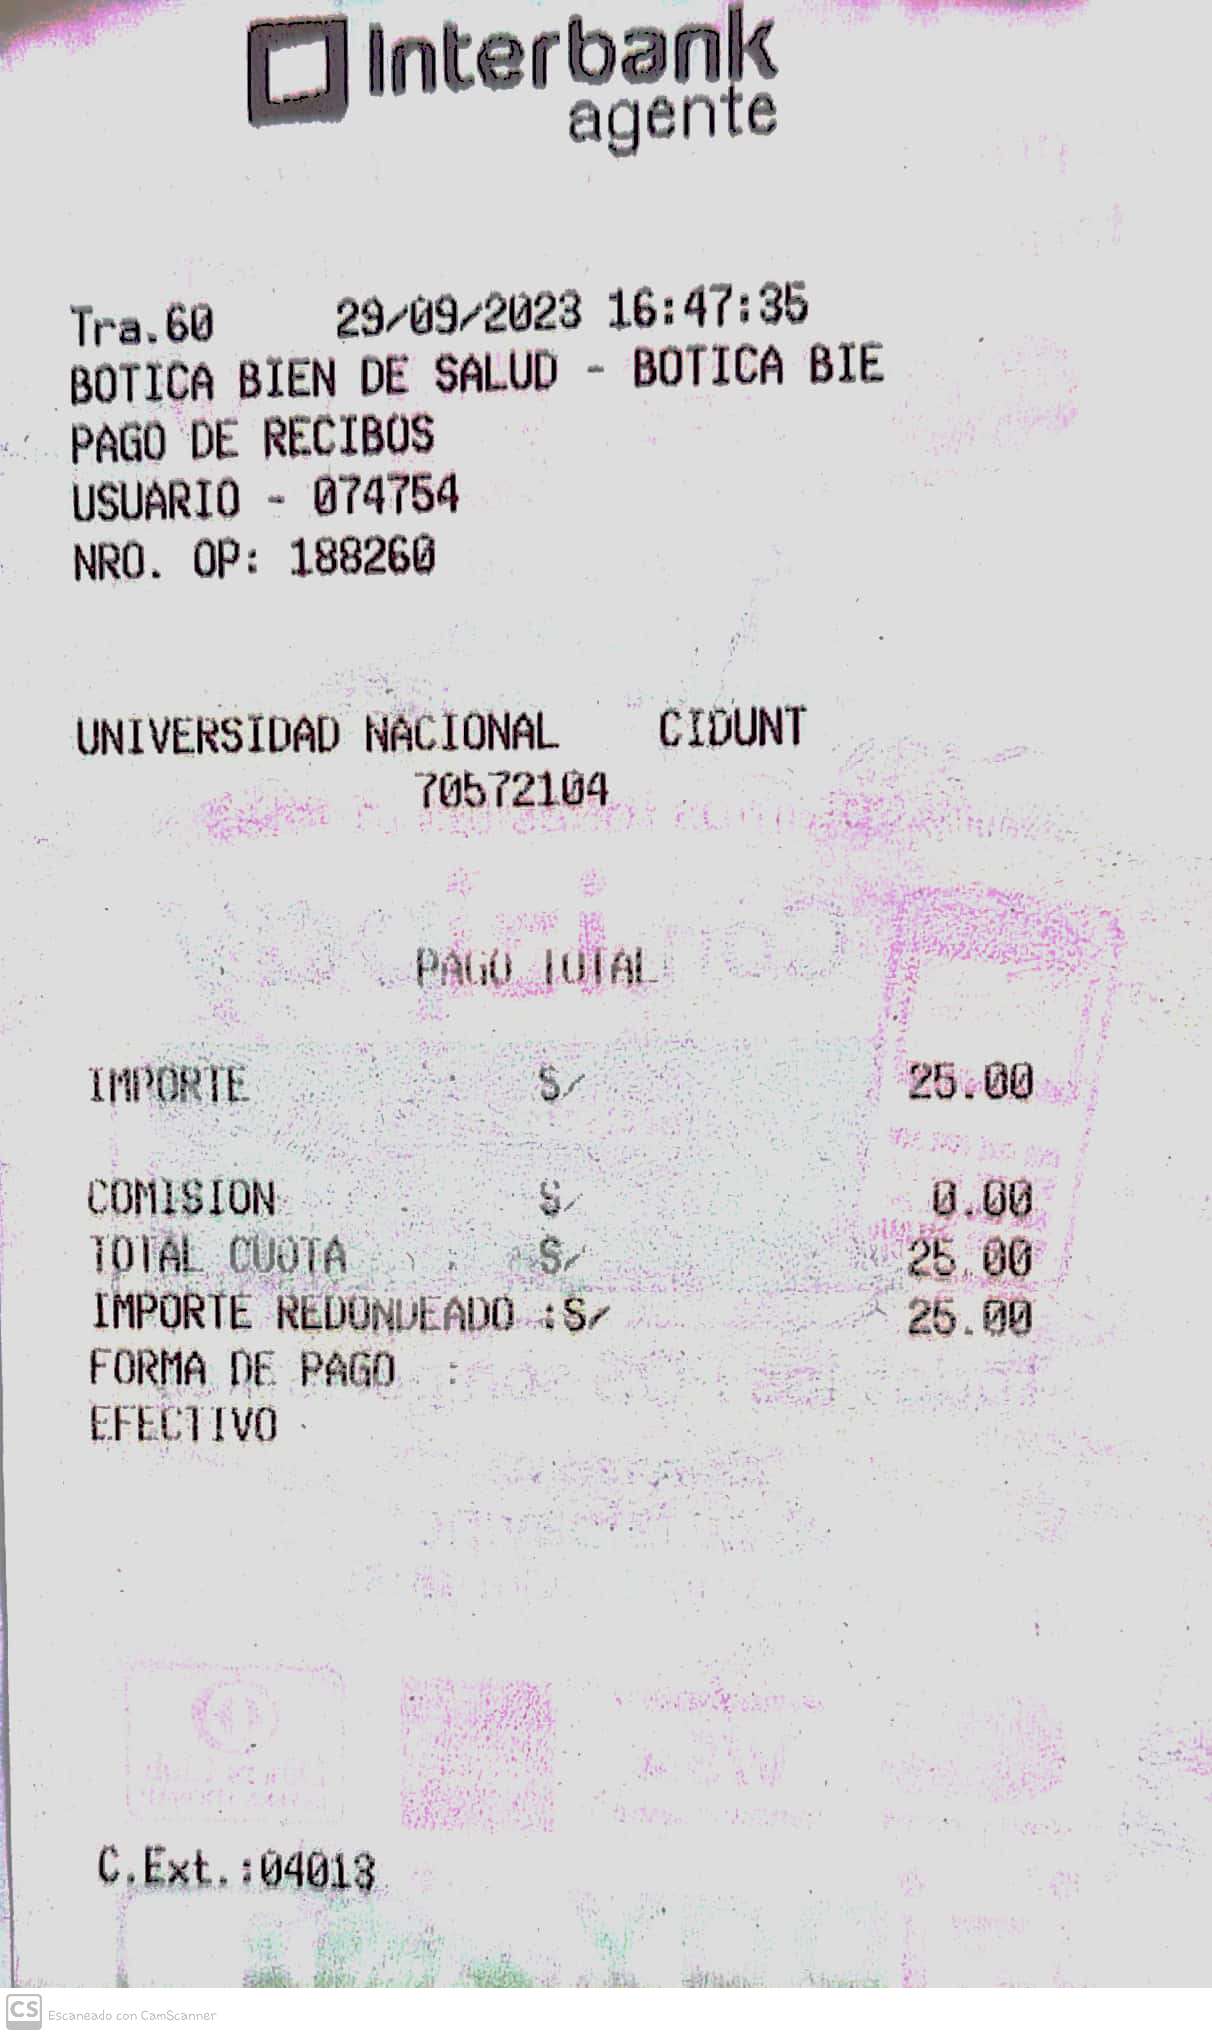 Interbank
agente
Tra.60 29/09/2023 16:47:35
BOTICA BIEN DE SALUD - BOTICA BIE
PAGO DE RECIBOS
USUARIO - 074754
NRO. OP: 188260
UNIVERSIDAD NACIONAL CIDUNT
70572104
PAGO TOTAL
IMPORTE : S/ 25.00
COMISION S/ 0.00
TOTAL CUOTA : S/ 25.00
IMPORTE REDONDEADO :S/ 25.00
FORMA DE PAGO :
EFECTIVO
C.Ext.:04013
CS Escaneado con CamScanner